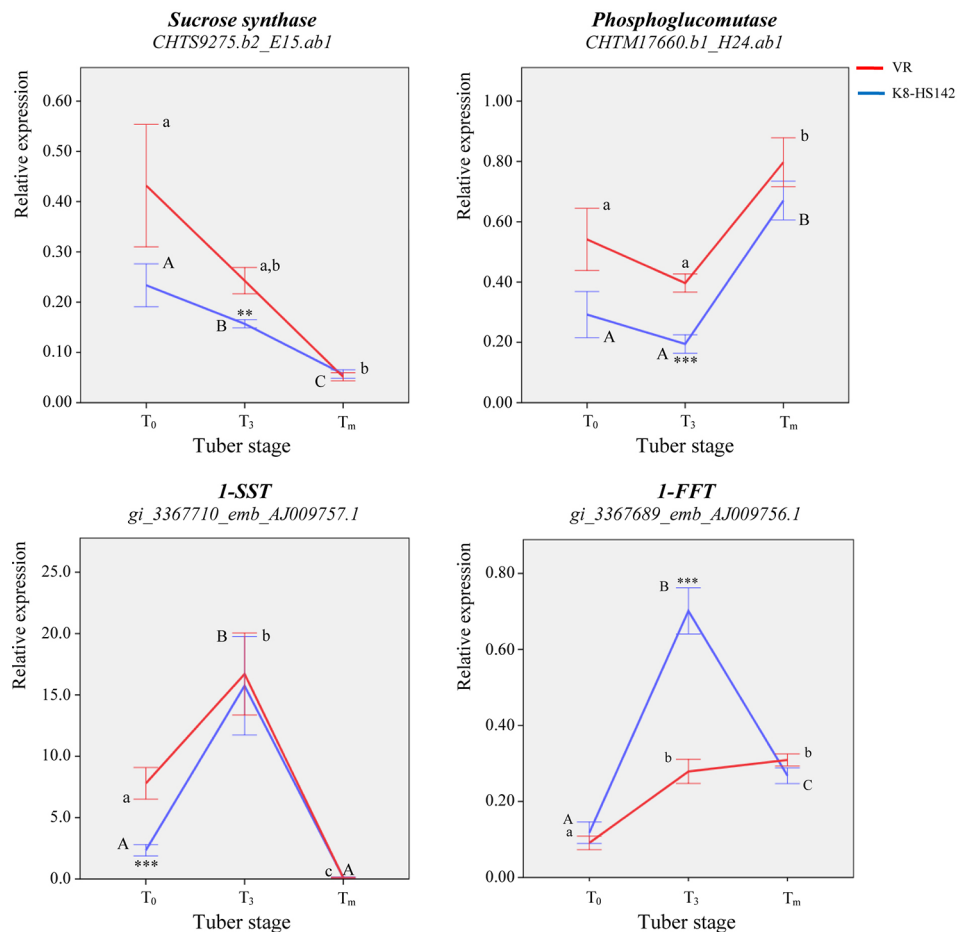 Sucrose synthase
CHTS9275.b2_E15.ab1
Relative expression
0.60
0.50
0.40
0.30
0.20
0.10
0.00
a
A
a,b
**
B
b
C
T0
T3
Tm
Tuber stage
Phosphoglucomutase
CHTM17660.b1_H24.ab1
Relative expression
1.00
0.80
0.60
0.40
0.20
0.00
a
A
a
A
***
b
B
T0
T3
Tm
Tuber stage
VR
K8-HS142
1-SST
gi_3367710_emb_AJ009757.1
Relative expression
25.0
20.0
15.0
10.0
5.0
0.0
a
A
***
B
b
c
A
T0
T3
Tm
Tuber stage
1-FFT
gi_3367689_emb_AJ009756.1
Relative expression
0.80
0.60
0.40
0.20
0.00
A
a
B
***
b
b
C
T0
T3
Tm
Tuber stage